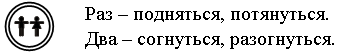 Раз – подняться, потянуться.
Два – согнуться, разогнуться.